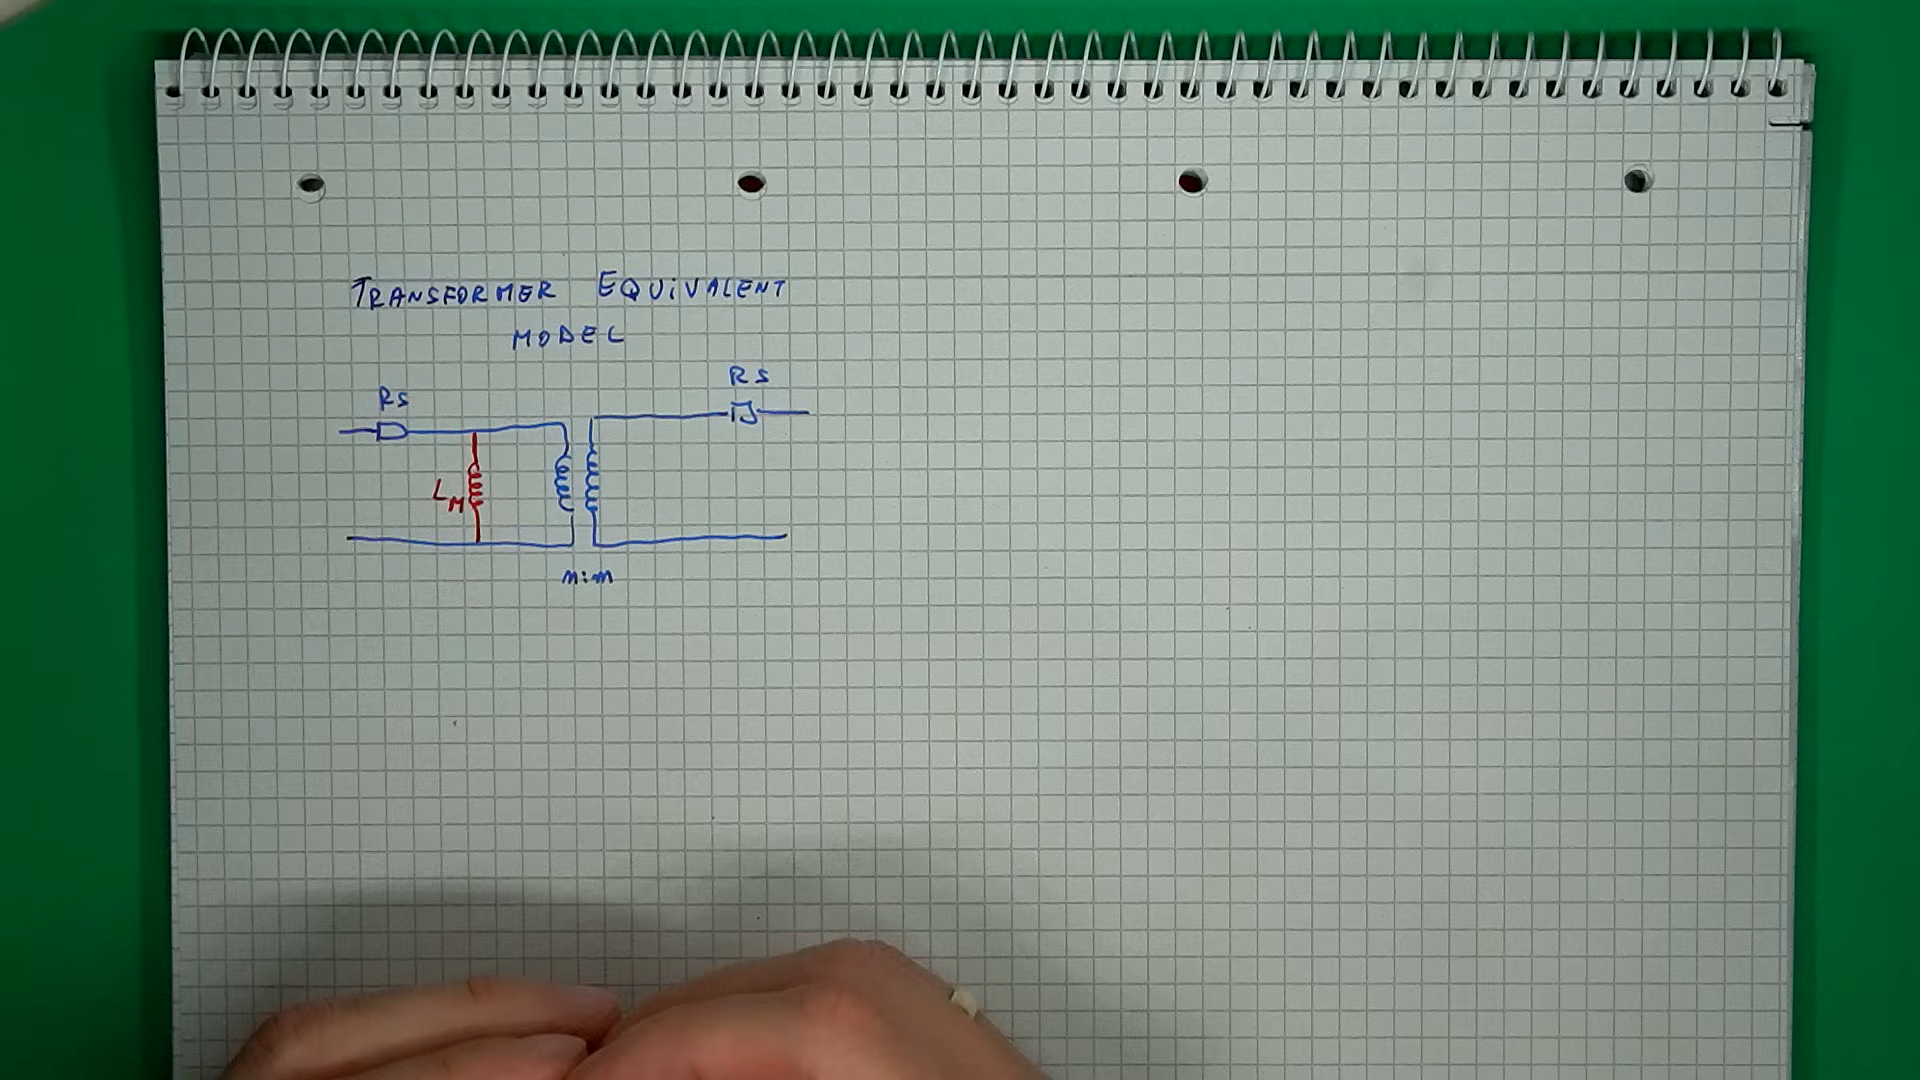 TRANSFORMER EQUiVALENT
MODEL
RS
RS
LM
n:m